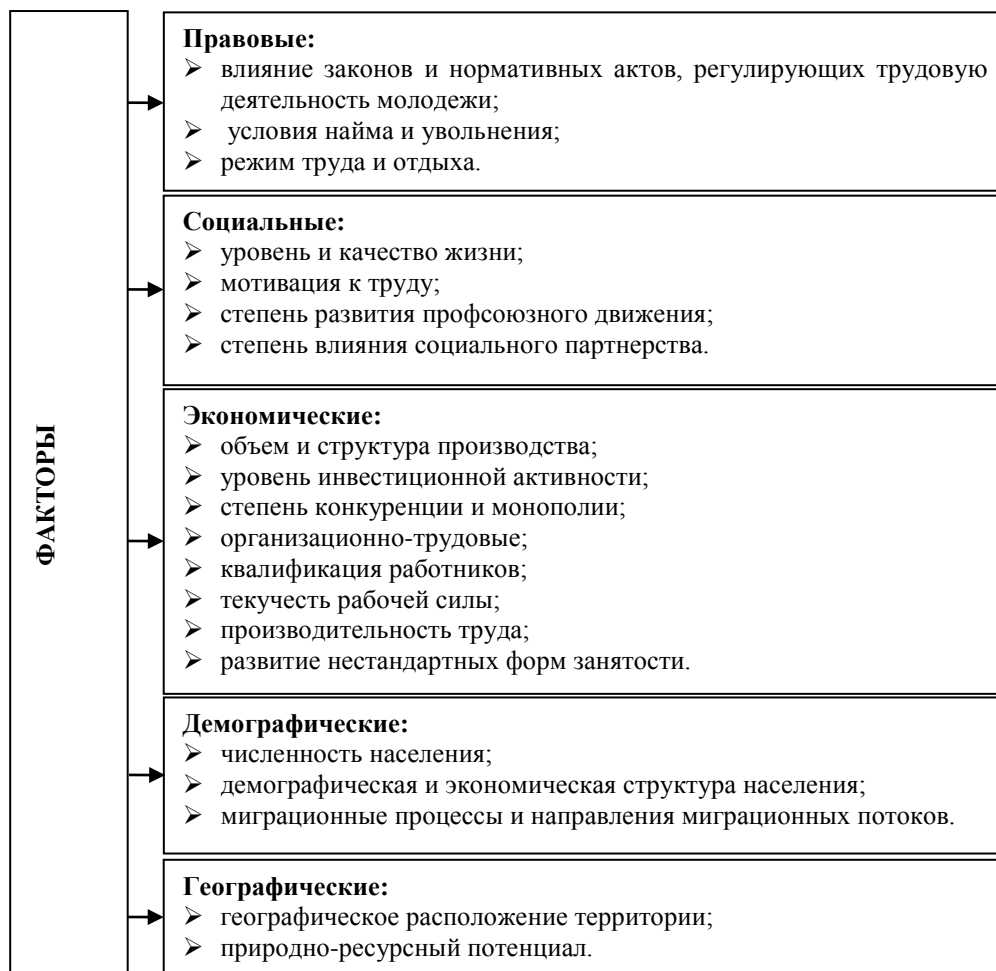 ФАКТОРЫ
Правовые:
➢ влияние законов и нормативных актов, регулирующих трудовую
деятельность молодежи;
➢ условия найма и увольнения;
➢ режим труда и отдыха.
Социальные:
➢ уровень и качество жизни;
➢ мотивация к труду;
➢ степень развития профсоюзного движения;
➢ степень влияния социального партнерства.
Экономические:
➢ объем и структура производства;
➢ уровень инвестиционной активности;
➢ степень конкуренции и монополии;
➢ организационно-трудовые;
➢ квалификация работников;
➢ текучесть рабочей силы;
➢ производительность труда;
➢ развитие нестандартных форм занятости.
Демографические:
➢ численность населения;
➢ демографическая и экономическая структура населения;
➢ миграционные процессы и направления миграционных потоков.
Географические:
➢ географическое расположение территории;
➢ природно-ресурсный потенциал.